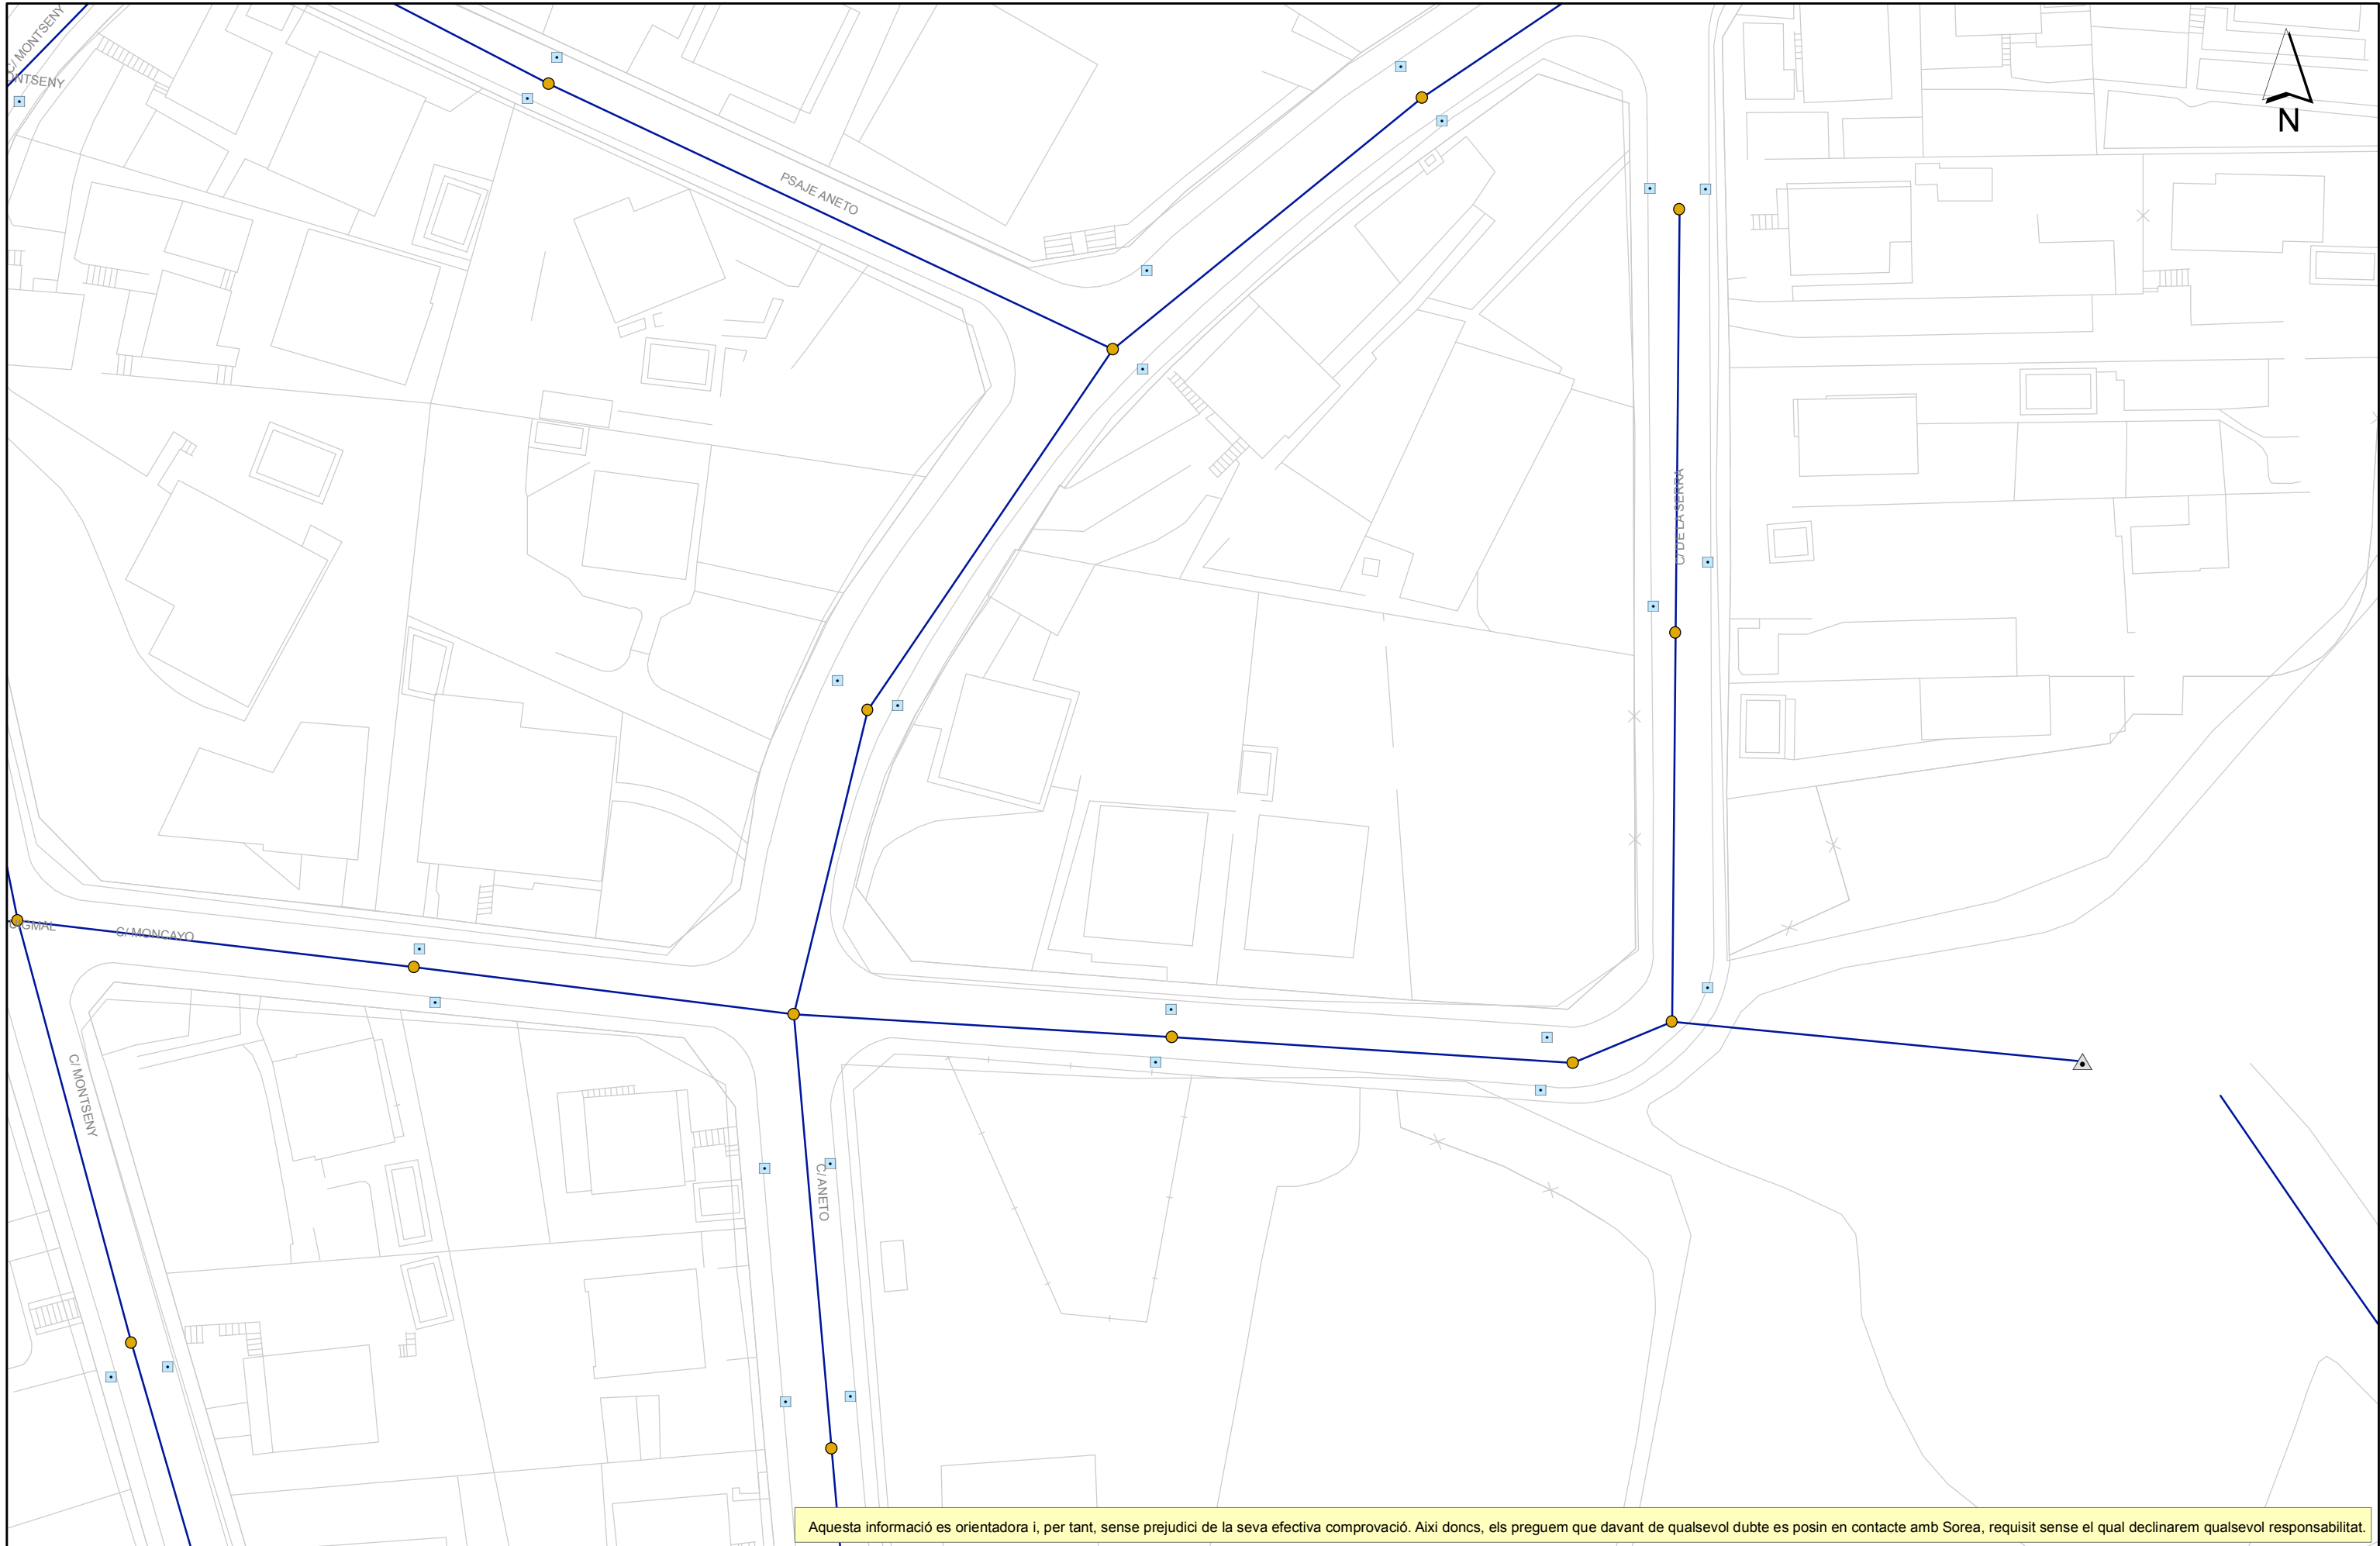 C/ MONTSENY
NTSENY
N
PSAJE ANETO
C/ DE LA SERRA
GMAL
C/ MONCAYO
C/ MONTSENY
C/ ANETO
Aquesta informació es orientadora i, per tant, sense prejudici de la seva efectiva comprovació. Aixi doncs, els preguem que davant de qualsevol dubte es posin en contacte amb Sorea, requisit sense el qual declinarem qualsevol responsabilitat.